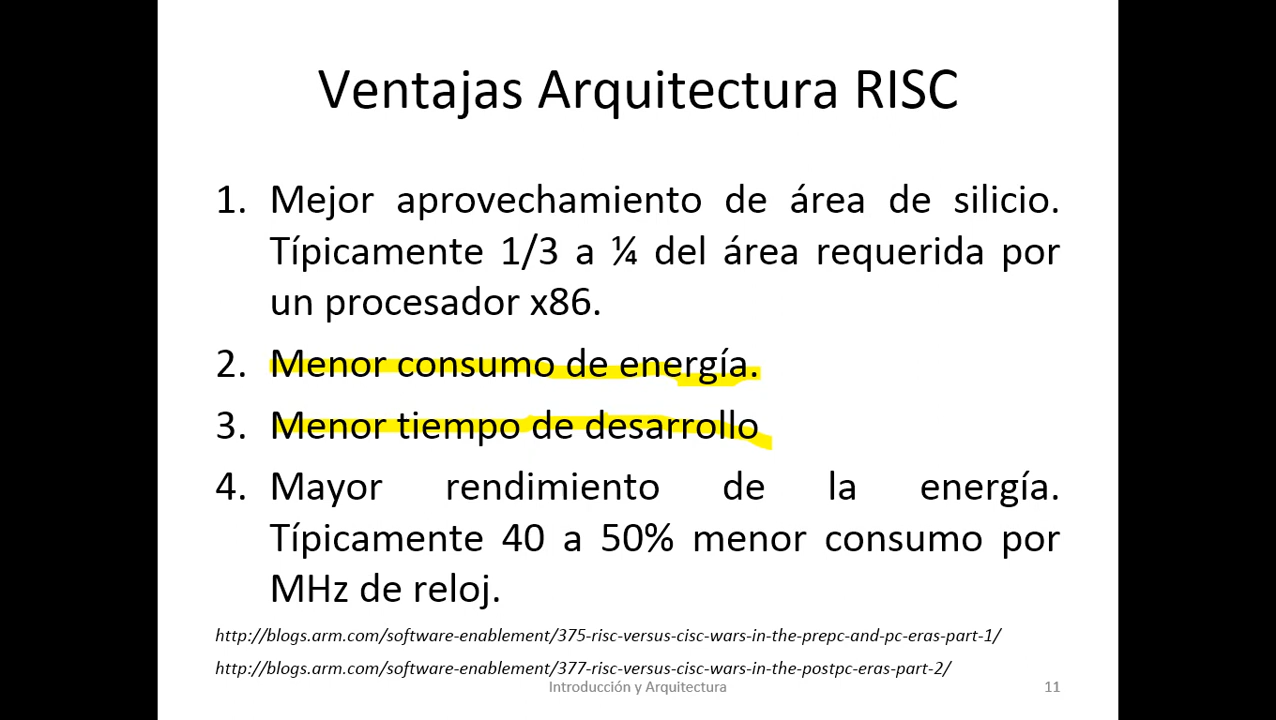 Ventajas Arquitectura RISC
1. Mejor aprovechamiento de área de silicio.
Típicamente 1/3 a ¼ del área requerida por
un procesador x86.
2. Menor consumo de energía.
3. Menor tiempo de desarrollo
4. Mayor rendimiento de la energía.
Típicamente 40 a 50% menor consumo por
MHz de reloj.
http://blogs.arm.com/software-enablement/375-risc-versus-cisc-wars-in-the-prepc-and-pc-eras-part-1/
http://blogs.arm.com/software-enablement/377-risc-versus-cisc-wars-in-the-postpc-eras-part-2/
Introducción y Arquitectura 11